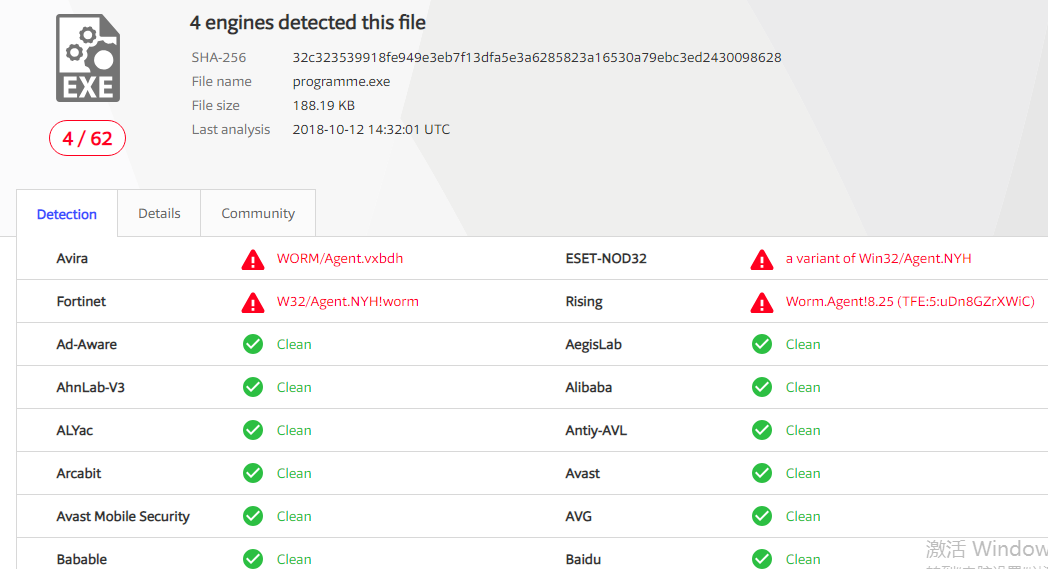 4 engines detected this file
SHA-256 32c323539918fe949e3eb7f13dfa5e3a6285823a16530a79ebc3ed2430098628
File name programme.exe
File size 188.19 KB
Last analysis 2018-10-12 14:32:01 UTC
EXE
4 / 62
Detection Details Community
Avira WORM/Agent.vxbdh ESET-NOD32 a variant of Win32/Agent.NYH
Fortinet W32/Agent.NYH!worm Rising Worm.Agent!8.25 (TFE:5:uDn8GZrXWiC)
Ad-Aware Clean AegisLab Clean
AhnLab-V3 Clean Alibaba Clean
ALYac Clean Antiy-AVL Clean
Arcabit Clean Avast Clean
Avast Mobile Security Clean AVG Clean
Babable Clean Baidu Clean
激活 Window